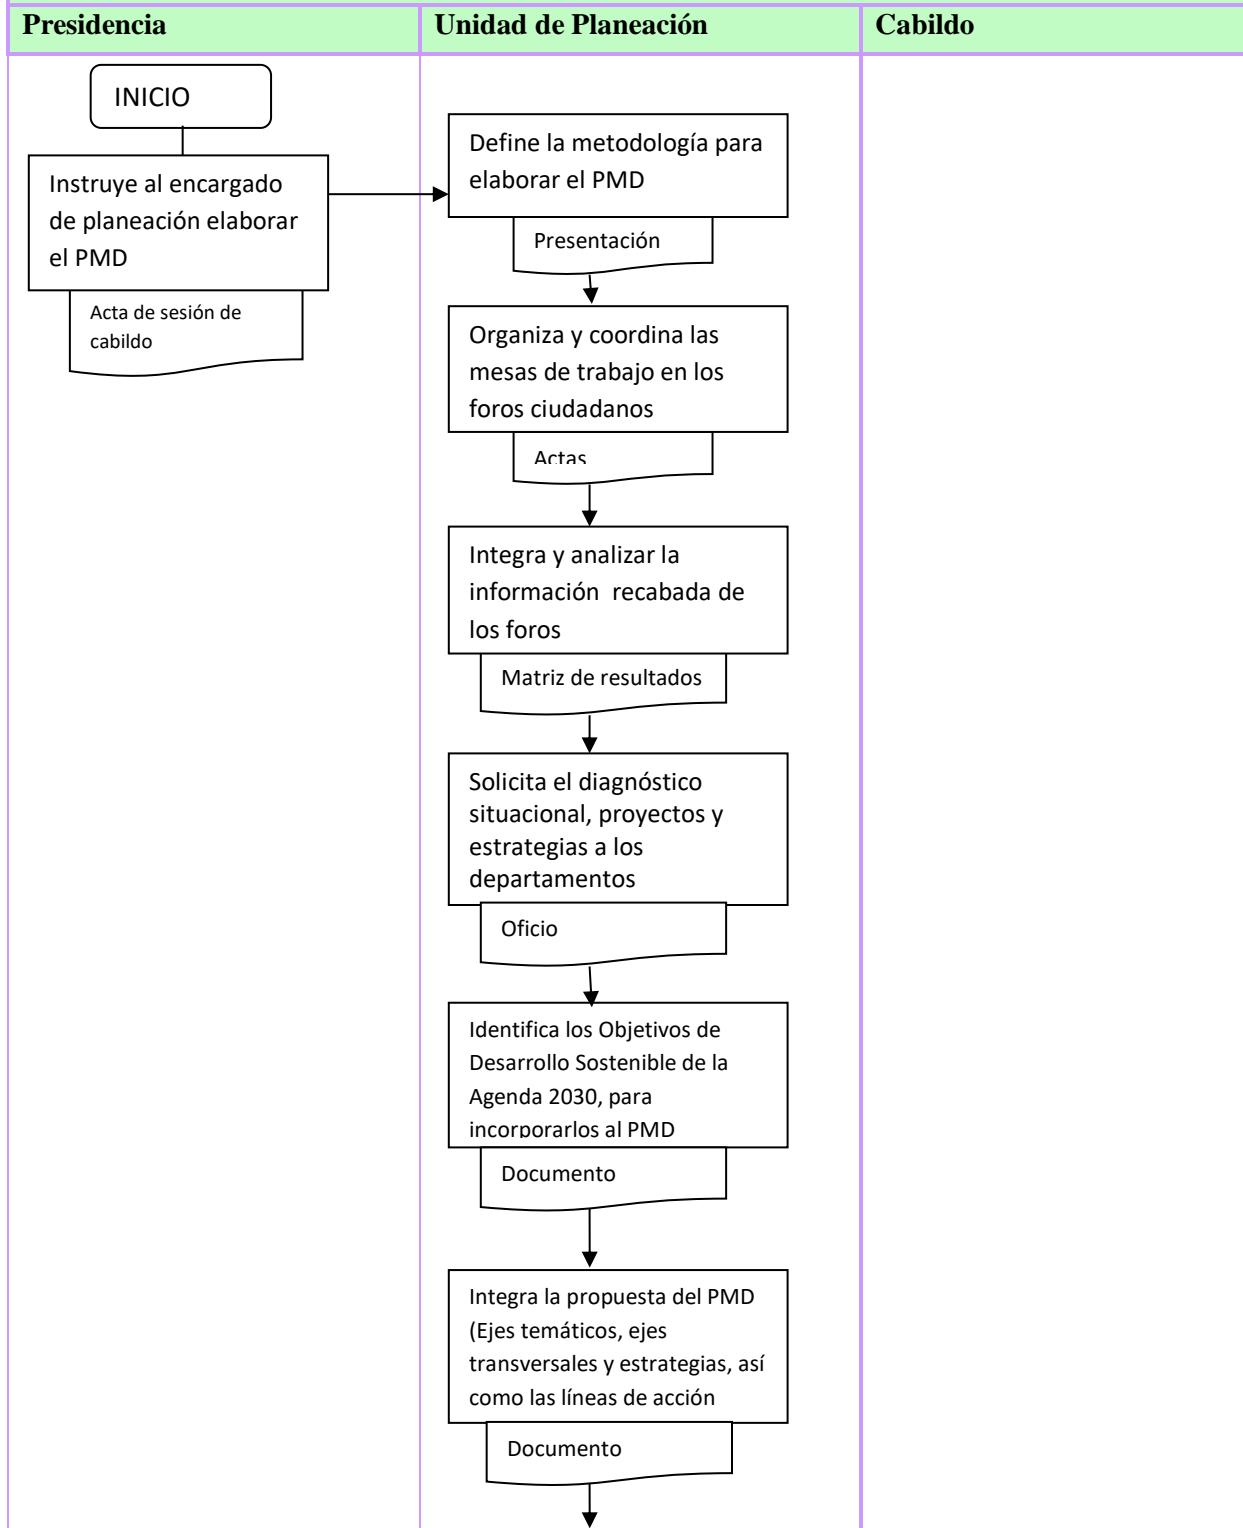 Presidencia
Unidad de Planeación
Cabildo
INICIO
Instruye al encargado
de planeación elaborar
el PMD
Acta de sesión de
cabildo
Define la metodología para
elaborar el PMD
Presentación
Organiza y coordina las
mesas de trabajo en los
foros ciudadanos
Actas
Integra y analizar la
información  recabada de
los foros
Matriz de resultados
Solicita el diagnóstico
situacional, proyectos y
estrategias a los
departamentos
Oficio
Identifica los Objetivos de
Desarrollo Sostenible de la
Agenda 2030, para
incorporarlos al PMD
Documento
Integra la propuesta del PMD
(Ejes temáticos, ejes
transversales y estrategias, así
como las líneas de acción
Documento